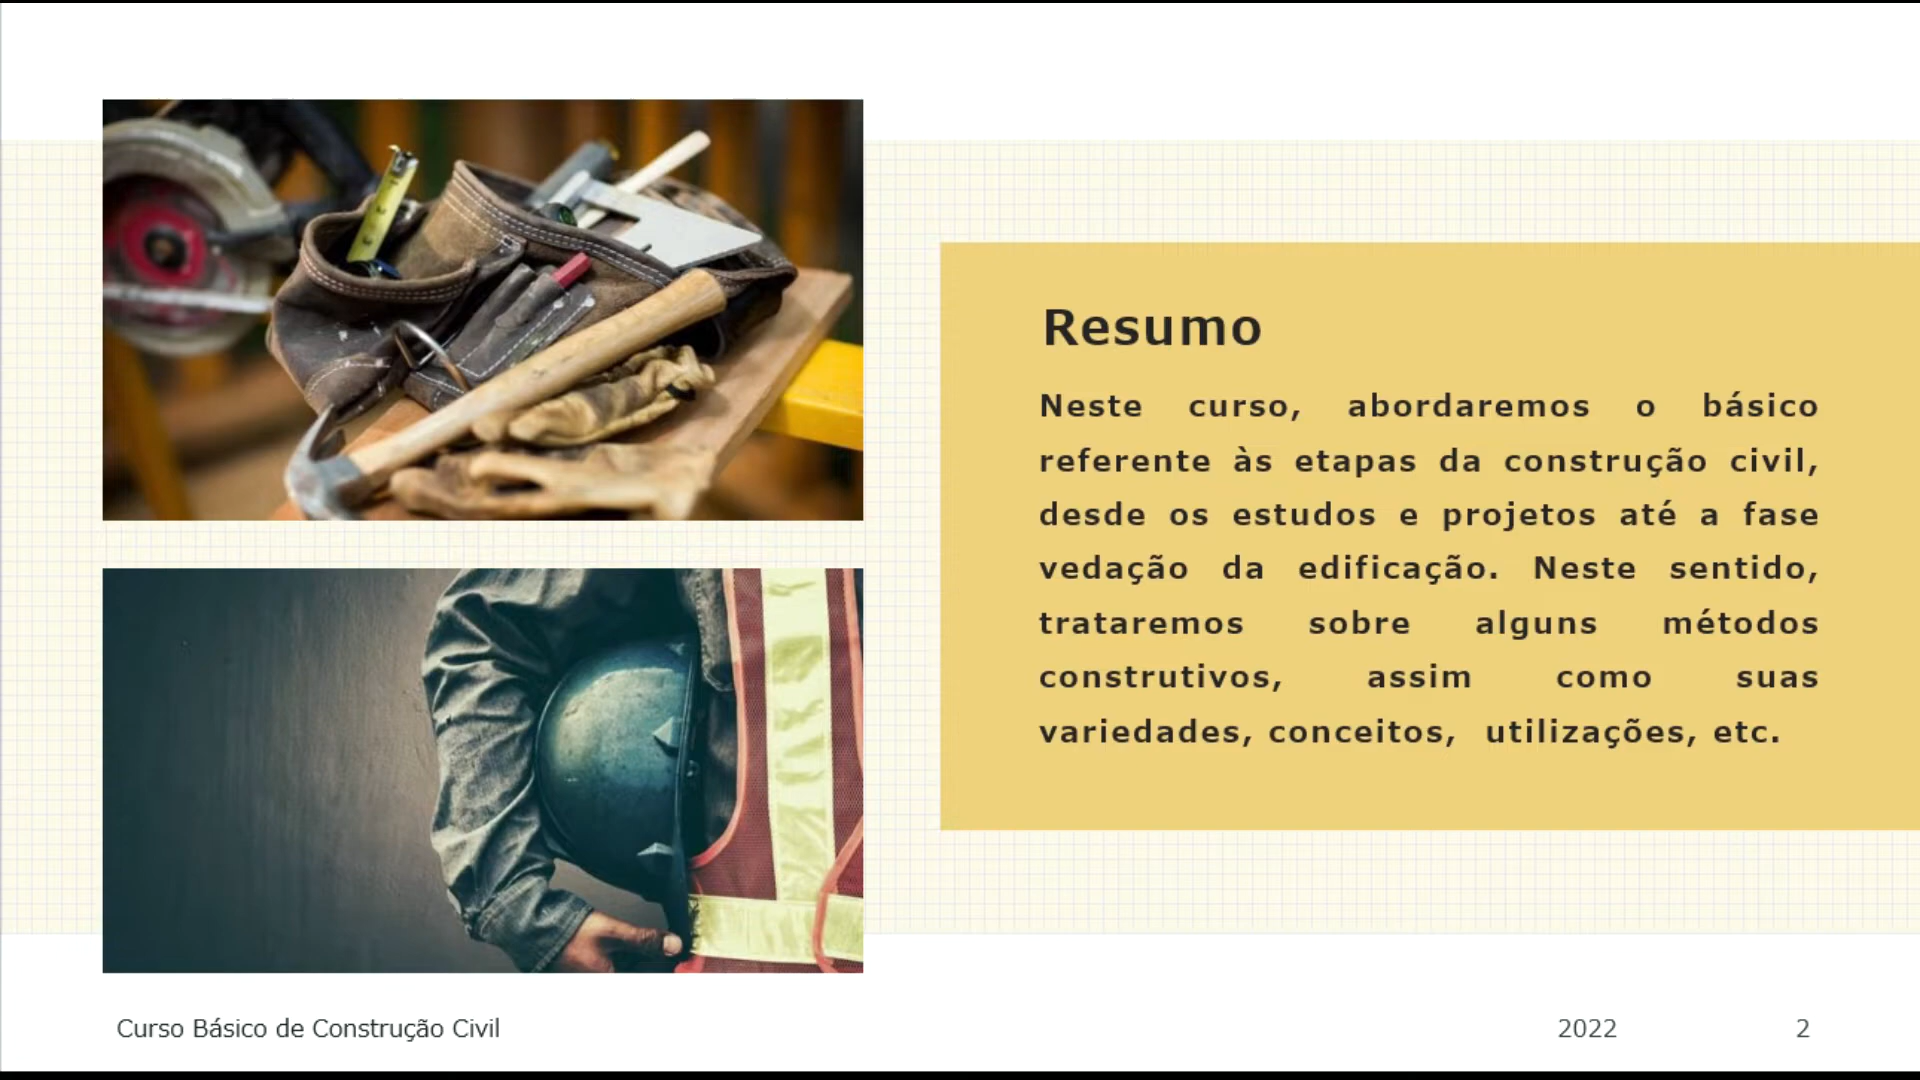 Resumo
Neste curso, abordaremos o básico
referente às etapas da construção civil,
desde os estudos e projetos até a fase
vedação da edificação. Neste sentido,
trataremos sobre alguns métodos
construtivos, assim como suas
variedades, conceitos, utilizações, etc.
Curso Básico de Construção Civil
2022
2